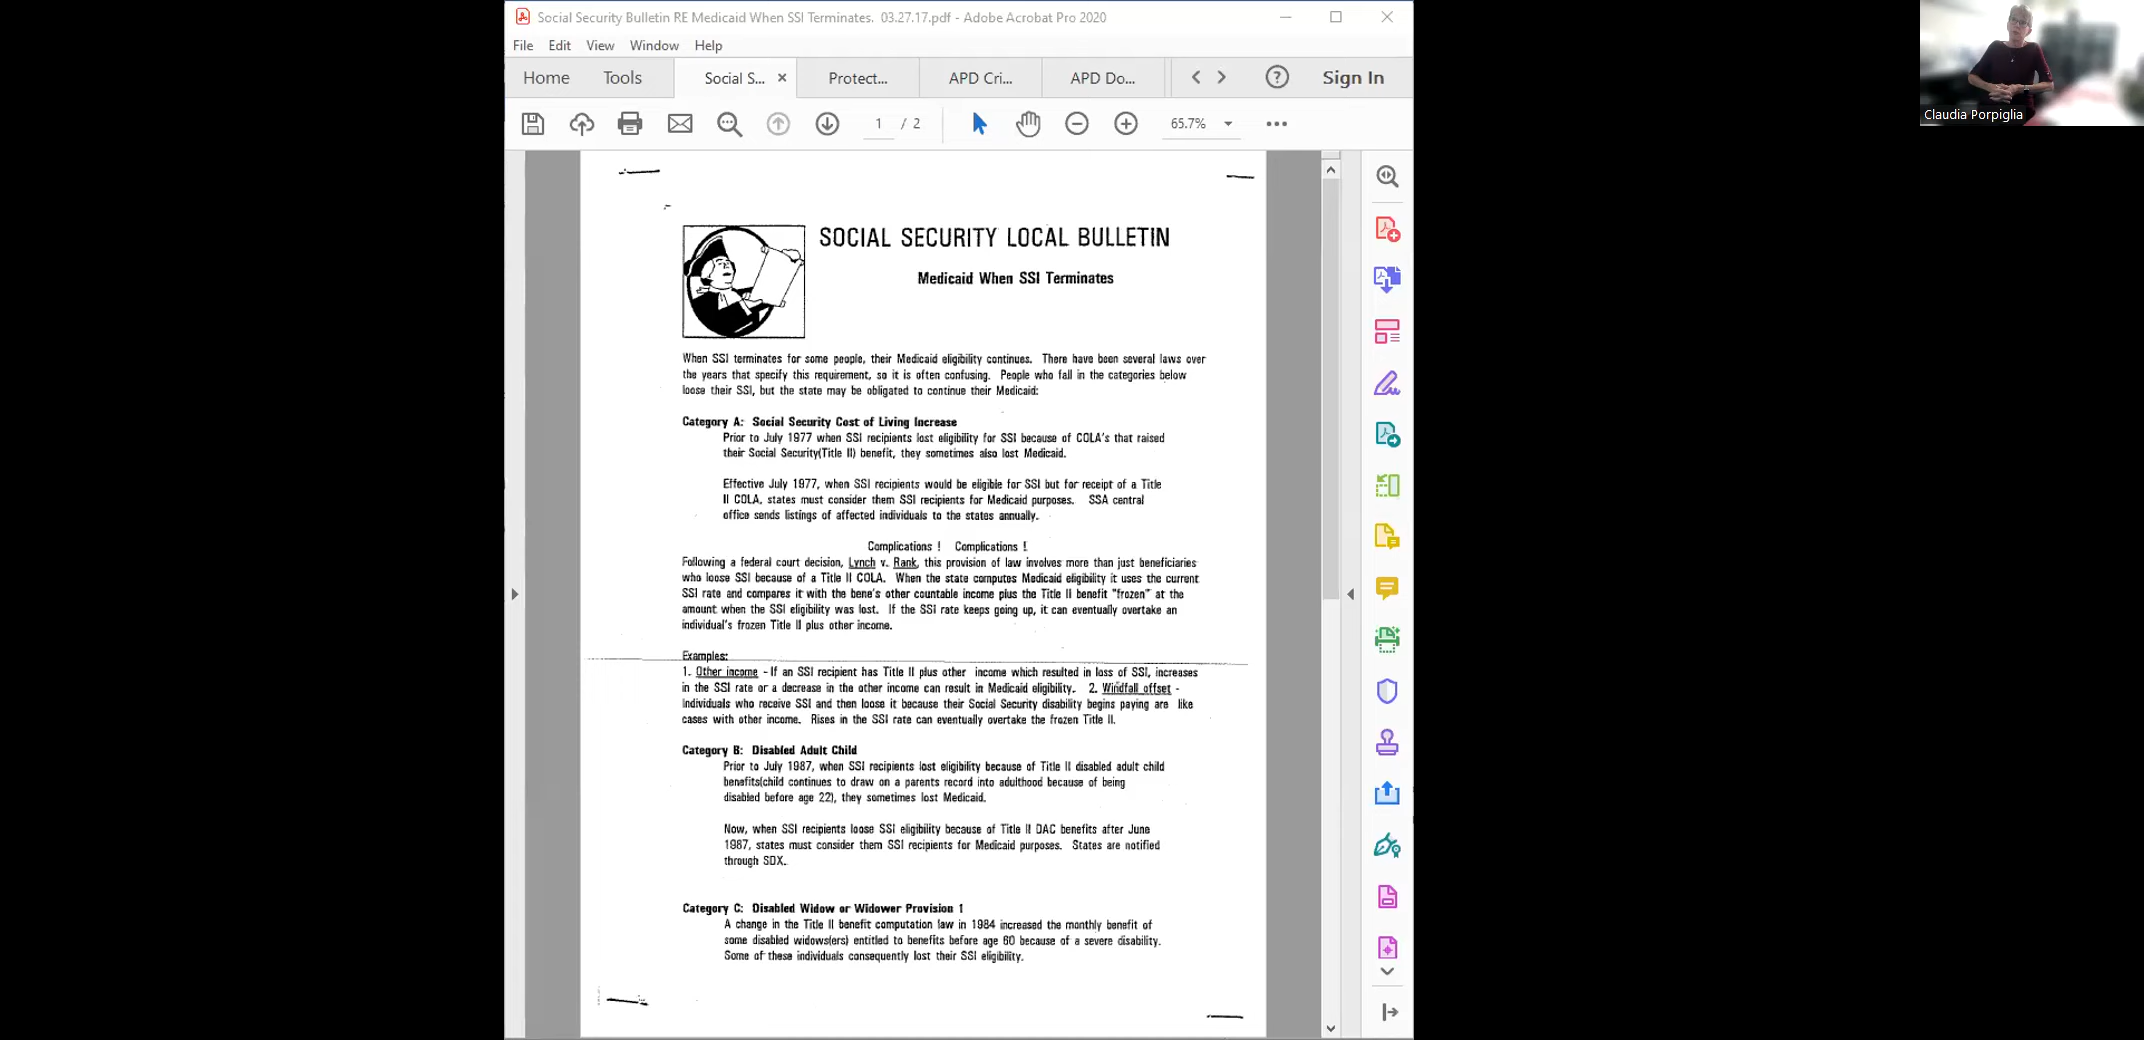 Social Security Bulletin RE Medicaid When SSI Terminates. 03.27.17.pdf - Adobe Acrobat Pro 2020
File Edit View Window Help
Home Tools Social S... Protect... APD Cri... APD Do... Sign In
1 / 2 65.7%
Claudia Porpiglia
SOCIAL SECURITY LOCAL BULLETIN
Medicaid When SSI Terminates
When SSI terminates for some people, their Medicaid eligibility continues. There have been several laws over
the years that specify this requirement, so it is often confusing. People who fall in the categories below
loose their SSI, but the state may be obligated to continue their Medicaid:
Category A: Social Security Cost of Living Increase
Prior to July 1977 when SSI recipients lost eligibility for SSI because of COLA's that raised
their Social Security(Title II) benefit, they sometimes also lost Medicaid.
Effective July 1977, when SSI recipients would be eligible for SSI but for receipt of a Title
II COLA, states must consider them SSI recipients for Medicaid purposes. SSA central
office sends listings of affected individuals to the states annually.
Complications ! Complications !
Following a federal court decision, Lynch v. Rank, this provision of law involves more than just beneficiaries
who loose SSI because of a Title II COLA. When the state computes Medicaid eligibility it uses the current
SSI rate and compares it with the bene's other countable income plus the Title II benefit "frozen" at the
amount when the SSI eligibility was lost. If the SSI rate keeps going up, it can eventually overtake an
individual's frozen Title II plus other income.
Examples:
1. Other income - If an SSI recipient has Title II plus other income which resulted in loss of SSI, increases
in the SSI rate or a decrease in the other income can result in Medicaid eligibility. 2. Windfall offset -
Individuals who receive SSI and then loose it because their Social Security disability begins paying are like
cases with other income. Rises in the SSI rate can eventually overtake the frozen Title II.
Category B: Disabled Adult Child
Prior to July 1987, when SSI recipients lost eligibility because of Title II disabled adult child
benefits(child continues to draw on a parents record into adulthood because of being
disabled before age 22), they sometimes lost Medicaid.
Now, when SSI recipients loose SSI eligibility because of Title II DAC benefits after June
1987, states must consider them SSI recipients for Medicaid purposes. States are notified
through SDX.
Category C: Disabled Widow or Widower Provision 1
A change in the Title II benefit computation law in 1984 increased the monthly benefit of
some disabled widows(ers) entitled to benefits before age 60 because of a severe disability.
Some of these individuals consequently lost their SSI eligibility.